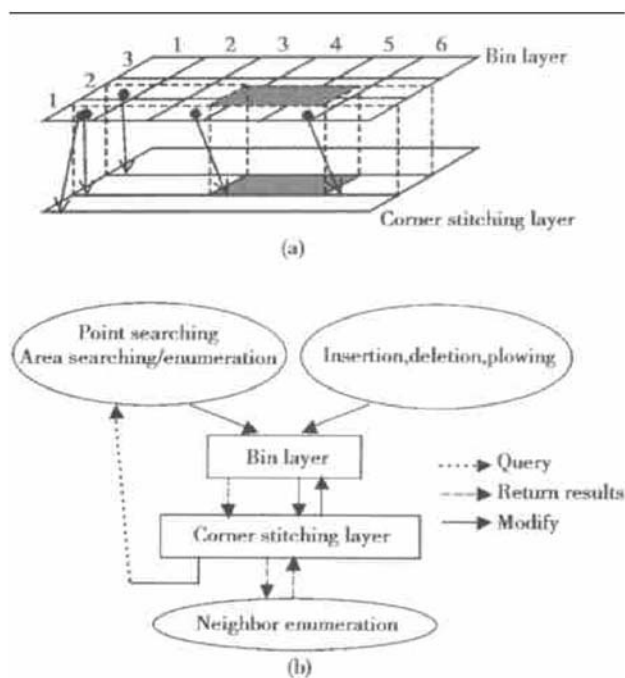 1 2 3 4 5 6
Bin layer
3
2
1
Corner stitching layer
(a)
Point searching
Area searching/enumeration
Insertion,deletion,plowing
Bin layer
Query
Return results
Corner stitching layer
Modify
Neighbor enumeration
(b)